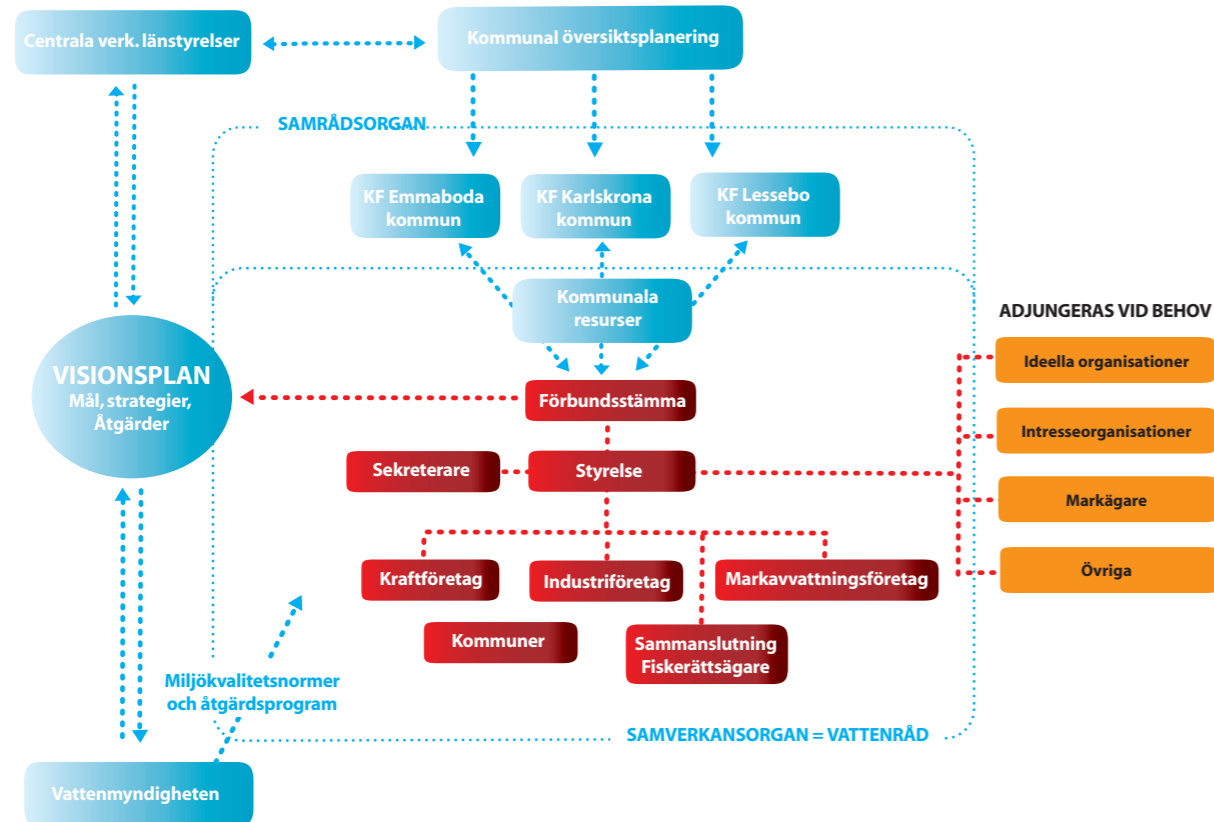 Centrala verk. länstyrelser
Kommunal översiktsplanering
SAMRÅDSORGAN
KF Emmaboda
kommun
KF Karlskrona
kommun
KF Lessebo
kommun
Kommunala
resurser
ADJUNGERAS VID BEHOV
Ideella organisationer
VISIONSPLAN
Mål, strategier,
Åtgärder
Förbundsstämma
Intresseorganisationer
Sekreterare
Styrelse
Markägare
Kraftföretag
Industriföretag
Markavvattningsföretag
Övriga
Kommuner
Sammanslutning
Fiskerättsägare
Miljökvalitetsnormer
och åtgärdsprogram
SAMVERKANSORGAN = VATTENRÅD
Vattenmyndigheten